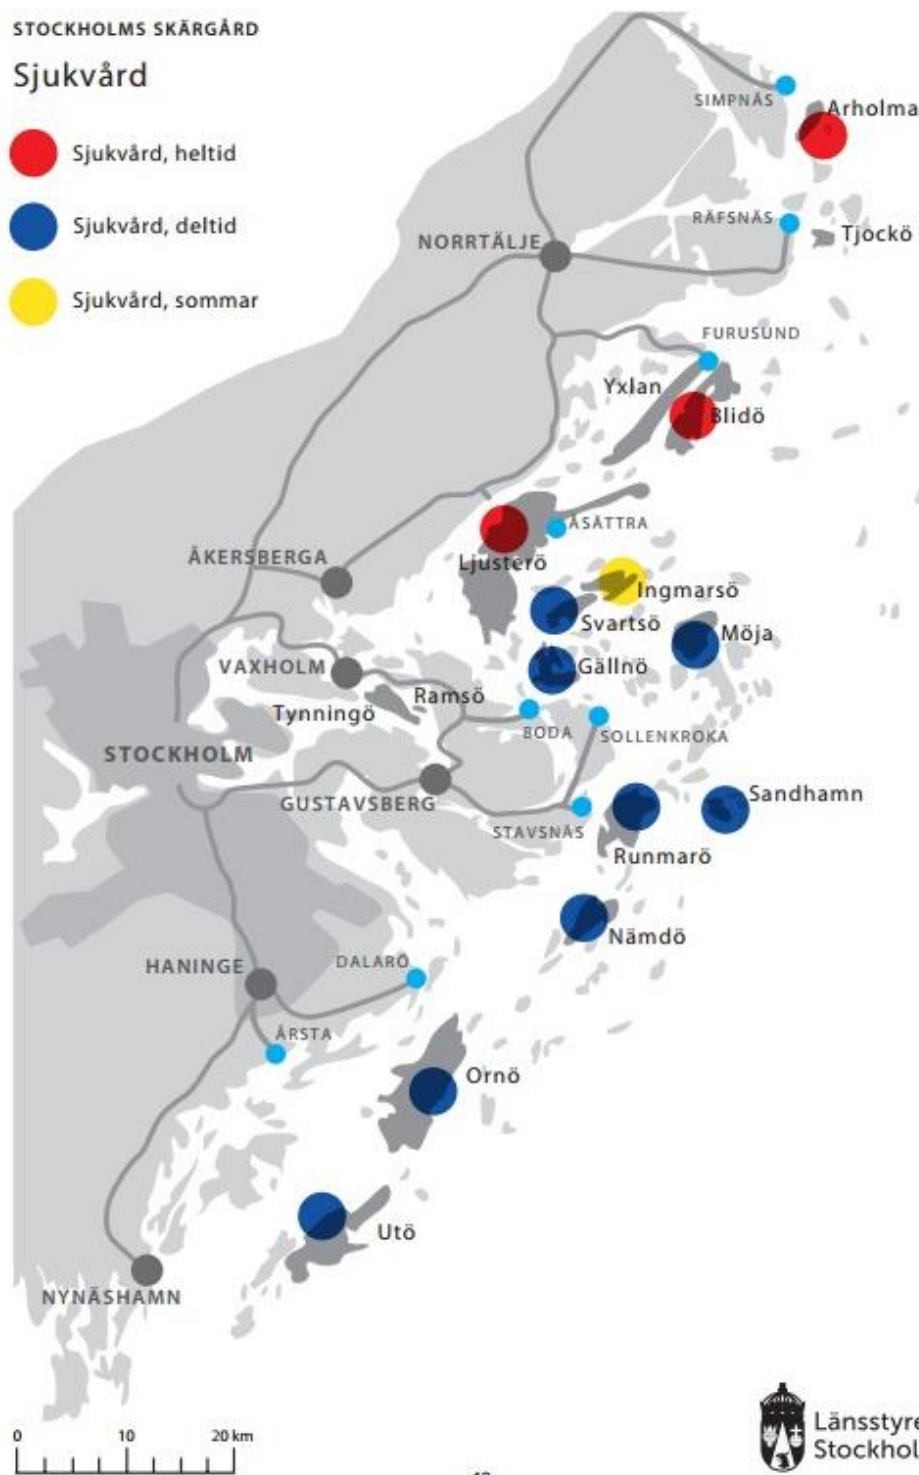 STOCKHOLMS SKÄRGÅRD
Sjukvård
Sjukvård, heltid
Sjukvård, deltid
Sjukvård, sommar
SIMPNÄS
Arholma
RÄFSNÄS
Tjockö
NORRTÄLJE
FURUSUND
Yxlan
Blidö
ÅSÄTTRA
ÅKERSBERGA
Ljusterö
Ingmarsö
Svartsö
Möja
VAXHOLM
Gällnö
Ramsö
Tynningö
BODA
SOLLENKROKA
STOCKHOLM
GUSTAVSBERG
Sandhamn
STAVSNÄS
Runmarö
Nämdö
HANINGE
DALARÖ
ÅRSTA
Ornö
Utö
NYNÄSHAMN
0 10 20 km
Länsstyre
Stockhol